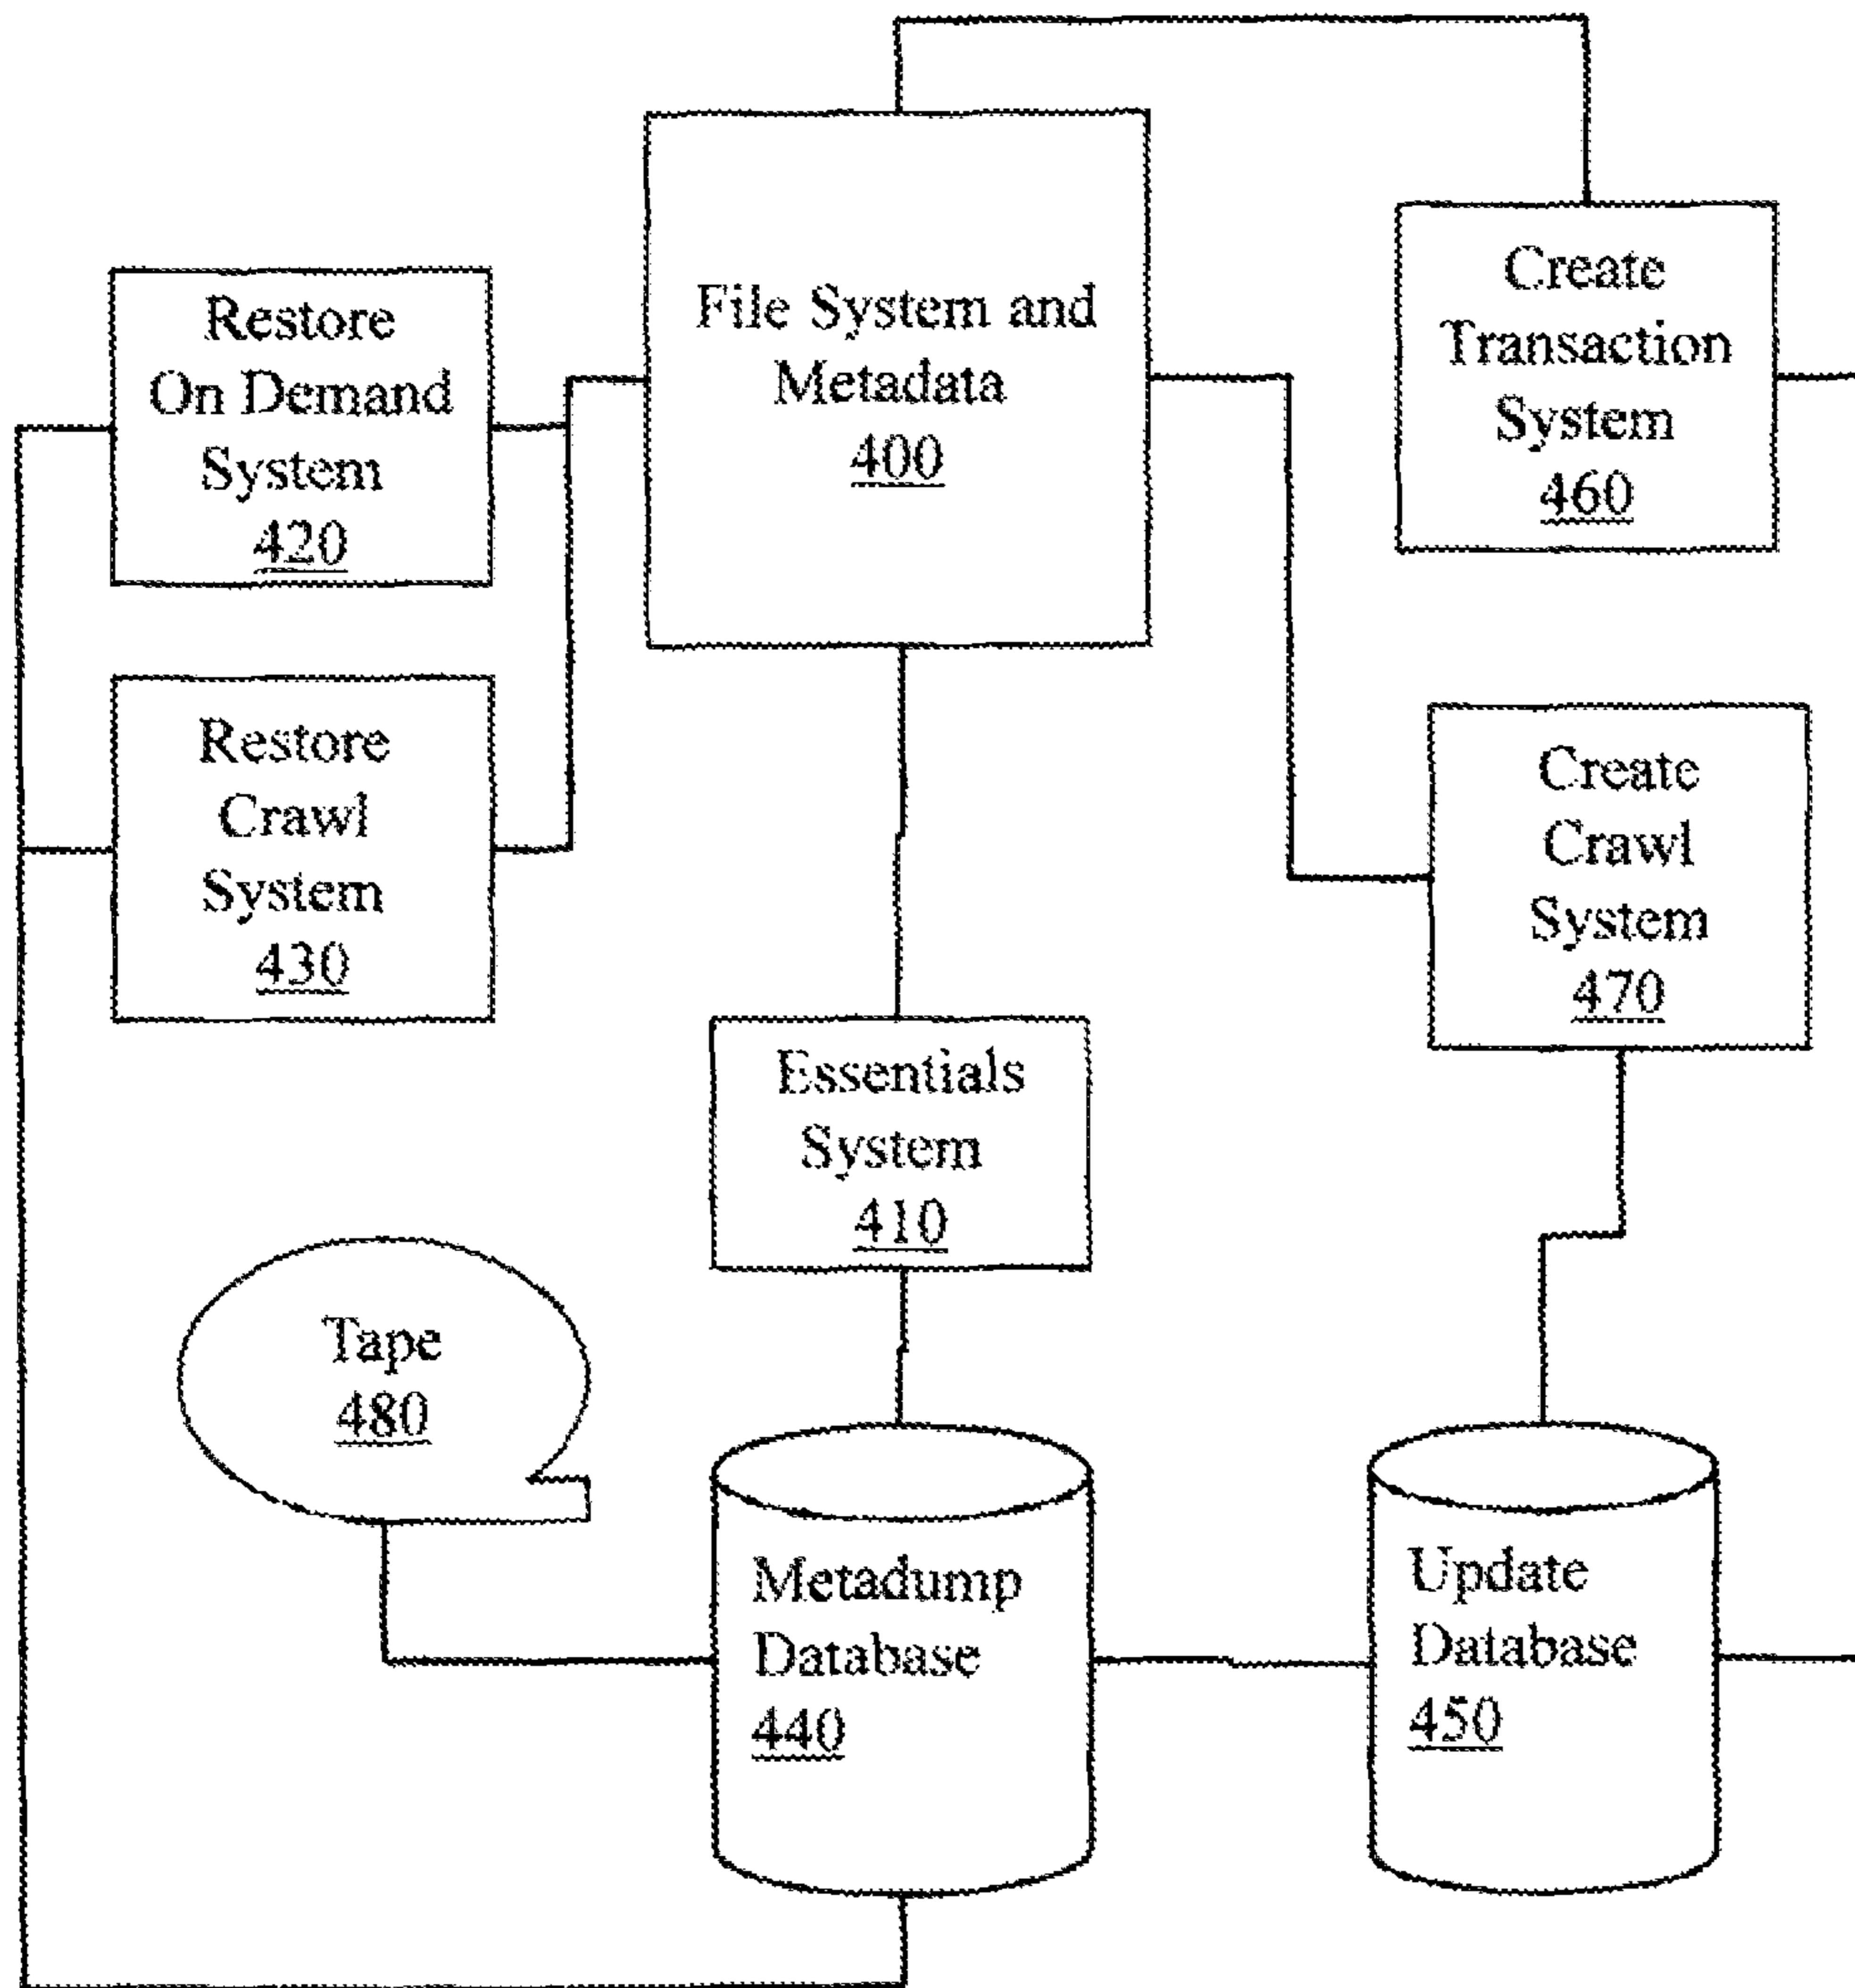 File System and
Metadata
400
Create
Transaction
System
460
Restore
On Demand
System
420
Restore
Crawl
System
430
Create
Crawl
System
470
Essentials
System
410
Tape
480
Metadump
Database
440
Update
Database
450